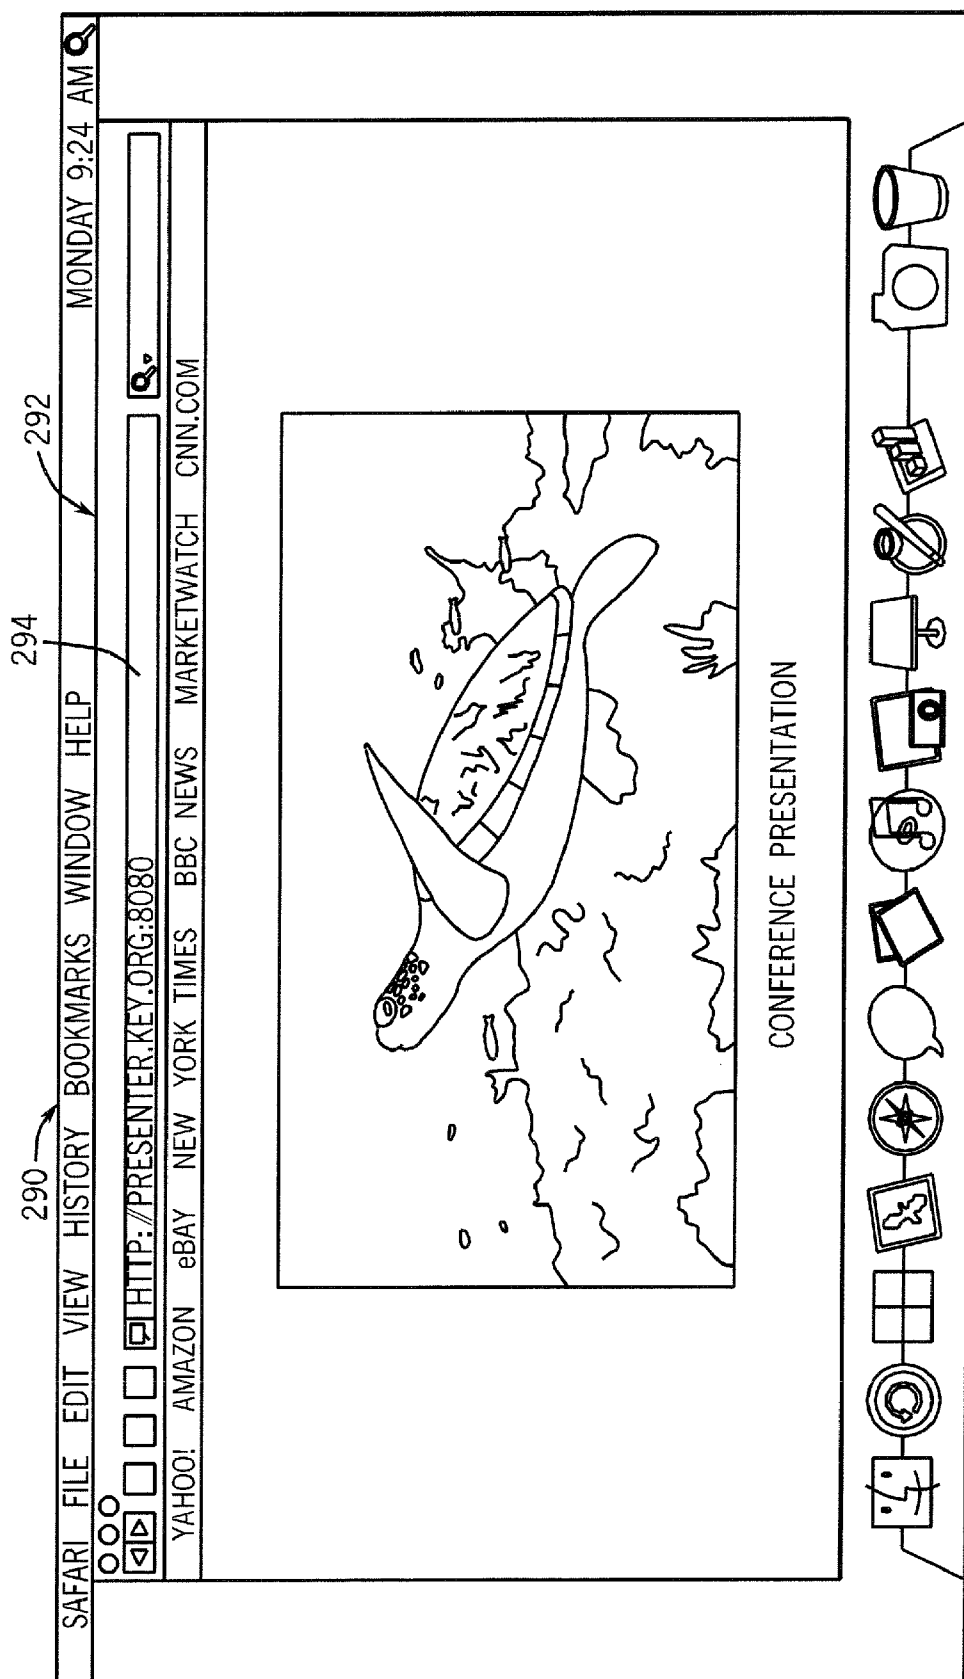 290
292
294
SAFARI FILE EDIT VIEW HISTORY BOOKMARKS WINDOW HELP MONDAY 9:24 AM
HTTP://PRESENTER.KEY.ORG:8080
YAHOO! AMAZON eBAY NEW YORK TIMES BBC NEWS MARKETWATCH CNN.COM
CONFERENCE PRESENTATION